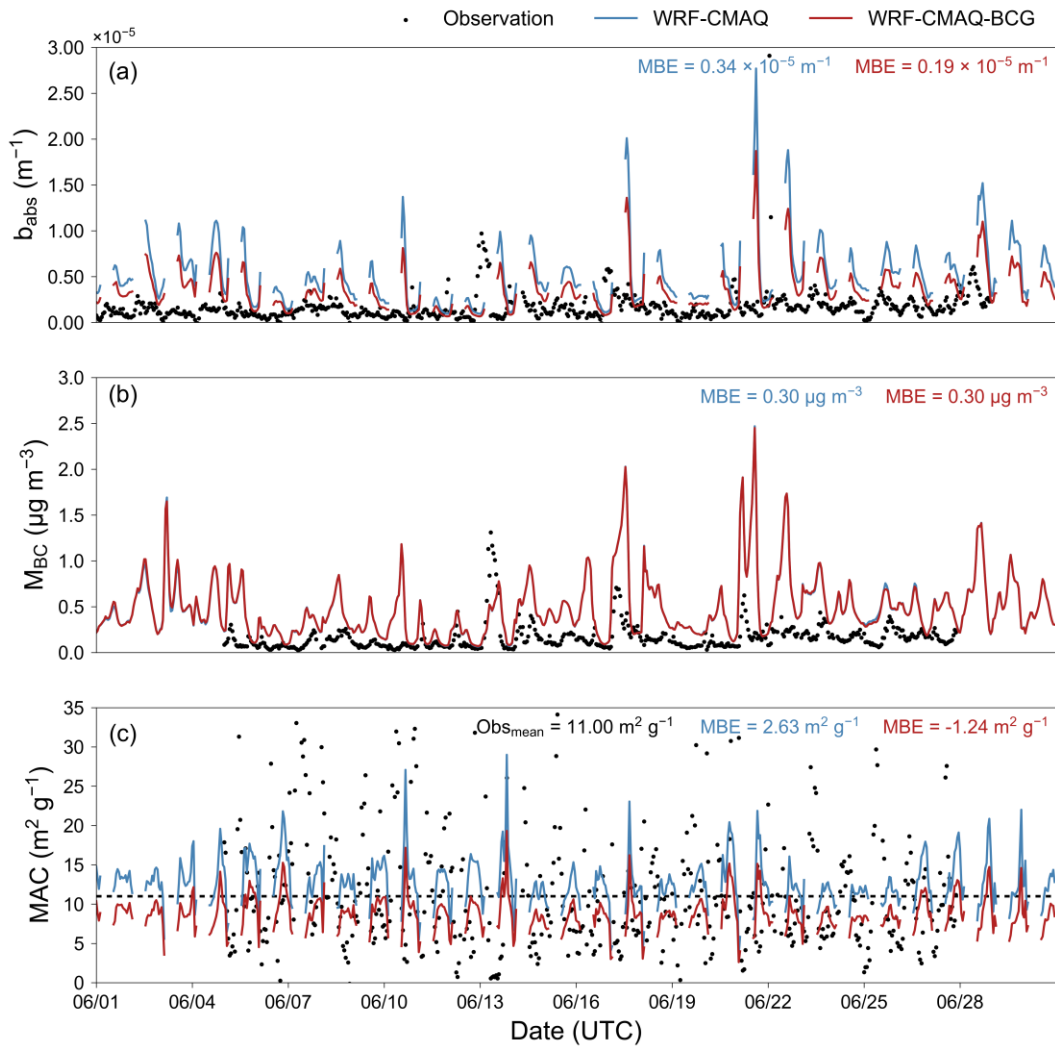 Observation WRF-CMAQ WRF-CMAQ-BCG
×10⁻⁵
(a)
MBE = 0.34 × 10⁻⁵ m⁻¹ MBE = 0.19 × 10⁻⁵ m⁻¹
3.00
2.50
2.00
1.50
1.00
0.50
0.00
b_abs (m⁻¹)
(b)
MBE = 0.30 µg m⁻³ MBE = 0.30 µg m⁻³
3.0
2.5
2.0
1.5
1.0
0.5
0.0
M_BC (µg m⁻³)
(c)
Obs_mean = 11.00 m² g⁻¹ MBE = 2.63 m² g⁻¹ MBE = -1.24 m² g⁻¹
35
30
25
20
15
10
5
0
MAC (m² g⁻¹)
06/01 06/04 06/07 06/10 06/13 06/16 06/19 06/22 06/25 06/28
Date (UTC)